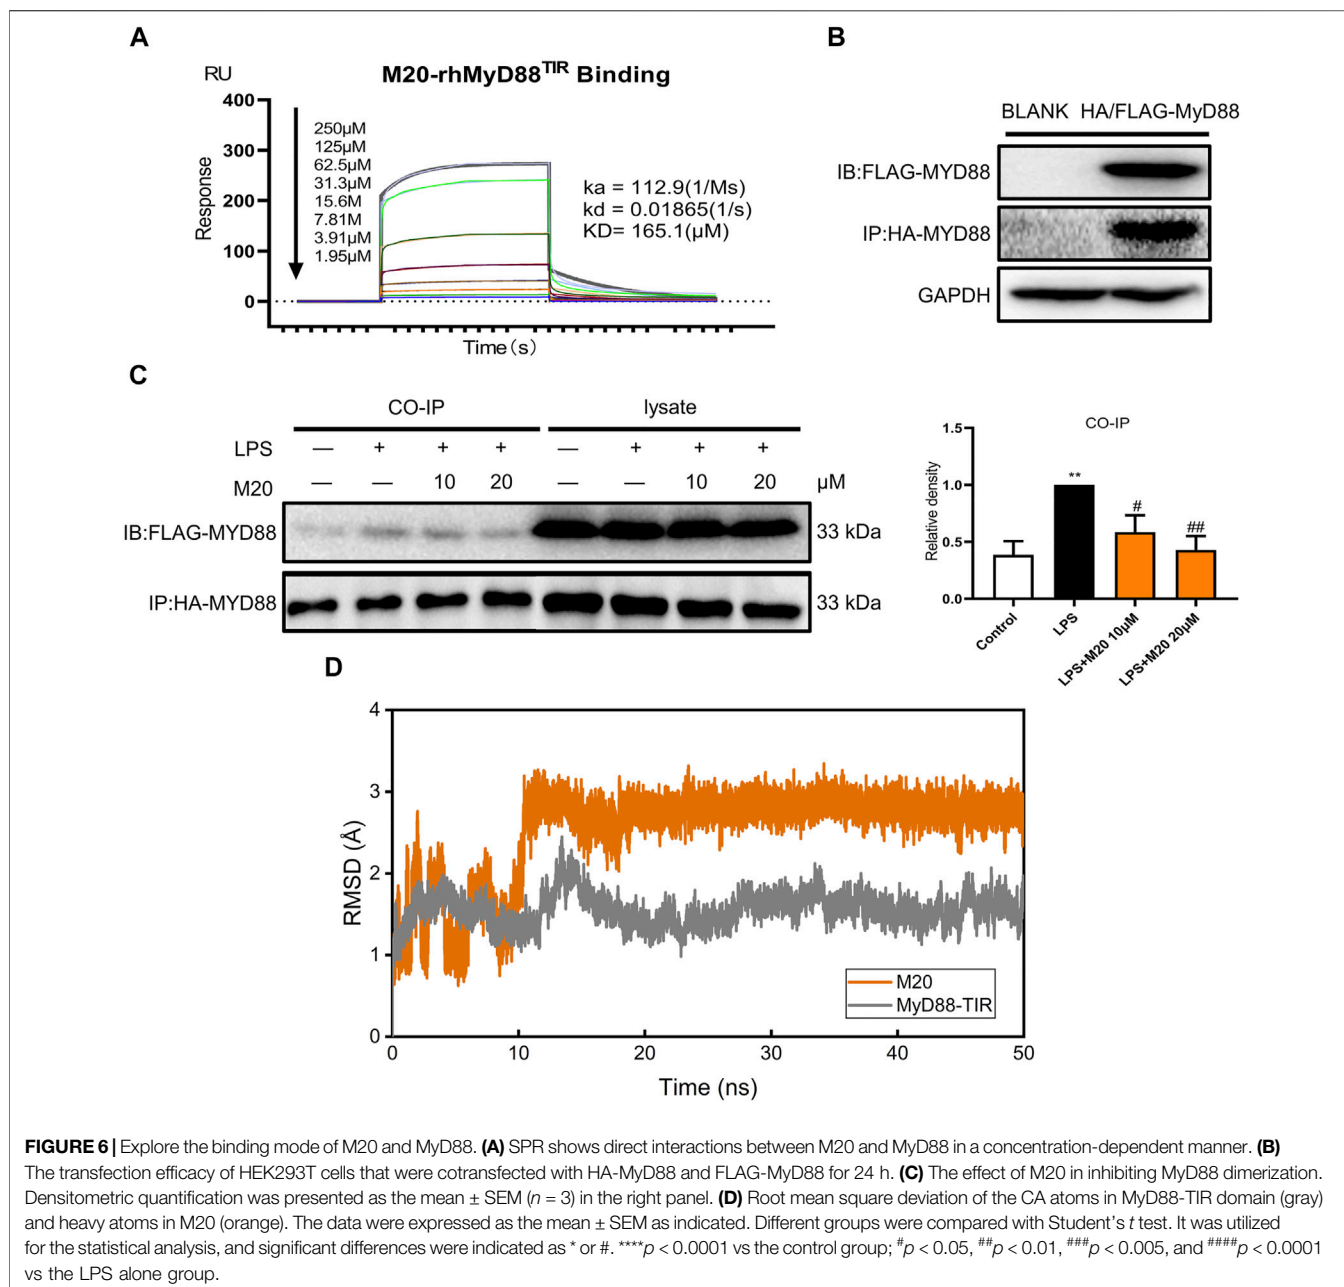 A
RU
M20-rhMyD88TIR Binding
400
300
200
100
0
Response
250µM
125µM
62.5µM
31.3µM
15.6M
7.81M
3.91µM
1.95µM
ka = 112.9(1/Ms)
kd = 0.01865(1/s)
KD= 165.1(µM)
Time(s)
B
BLANK HA/FLAG-MyD88
IB:FLAG-MYD88
IP:HA-MYD88
GAPDH
C
CO-IP lysate
LPS — + + + — + + +
M20 — — 10 20 — — 10 20 µM
IB:FLAG-MYD88 33 kDa
IP:HA-MYD88 33 kDa
CO-IP
Relative density
1.5
1.0
0.5
0.0
**
#
##
Control
LPS
LPS+M20 10µM
LPS+M20 20µM
D
RMSD (Å)
4
3
2
1
0
M20
MyD88-TIR
0 10 20 30 40 50
Time (ns)
FIGURE 6 | Explore the binding mode of M20 and MyD88. (A) SPR shows direct interactions between M20 and MyD88 in a concentration-dependent manner. (B)
The transfection efficacy of HEK293T cells that were cotransfected with HA-MyD88 and FLAG-MyD88 for 24 h. (C) The effect of M20 in inhibiting MyD88 dimerization.
Densitometric quantification was presented as the mean ± SEM (n = 3) in the right panel. (D) Root mean square deviation of the CA atoms in MyD88-TIR domain (gray)
and heavy atoms in M20 (orange). The data were expressed as the mean ± SEM as indicated. Different groups were compared with Student's t test. It was utilized
for the statistical analysis, and significant differences were indicated as * or #. ****p < 0.0001 vs the control group; #p < 0.05, ##p < 0.01, ###p < 0.005, and ####p < 0.0001
vs the LPS alone group.